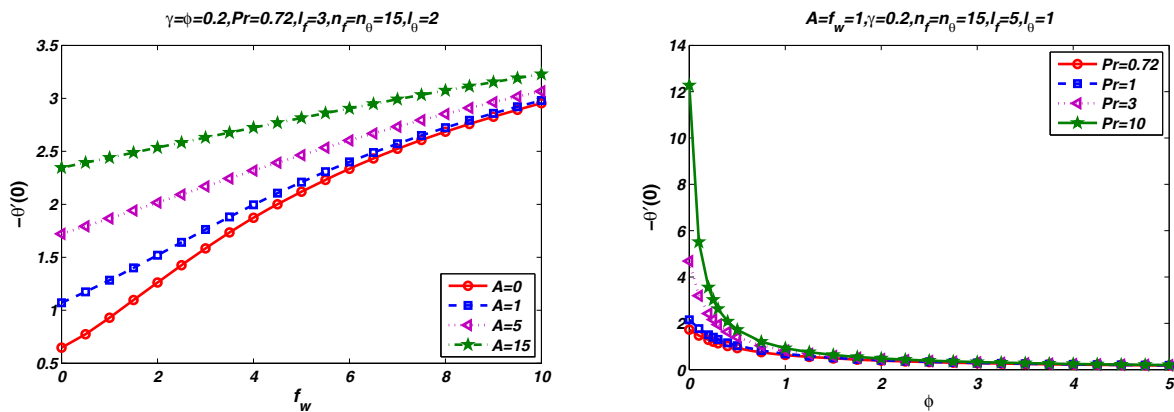 γ=ϕ=0.2,Pr=0.72,l_f=3,n_f=n_θ=15,l_θ=2
3.5
3
2.5
2
1.5
1
0.5
−θ′(0)
0
2
4
6
8
10
f_w
A=0
A=1
A=5
A=15
A=f_w=1,γ=0.2,n_f=n_θ=15,l_f=5,l_θ=1
14
12
10
8
6
4
2
0
−θ′(0)
0
1
2
3
4
5
ϕ
Pr=0.72
Pr=1
Pr=3
Pr=10